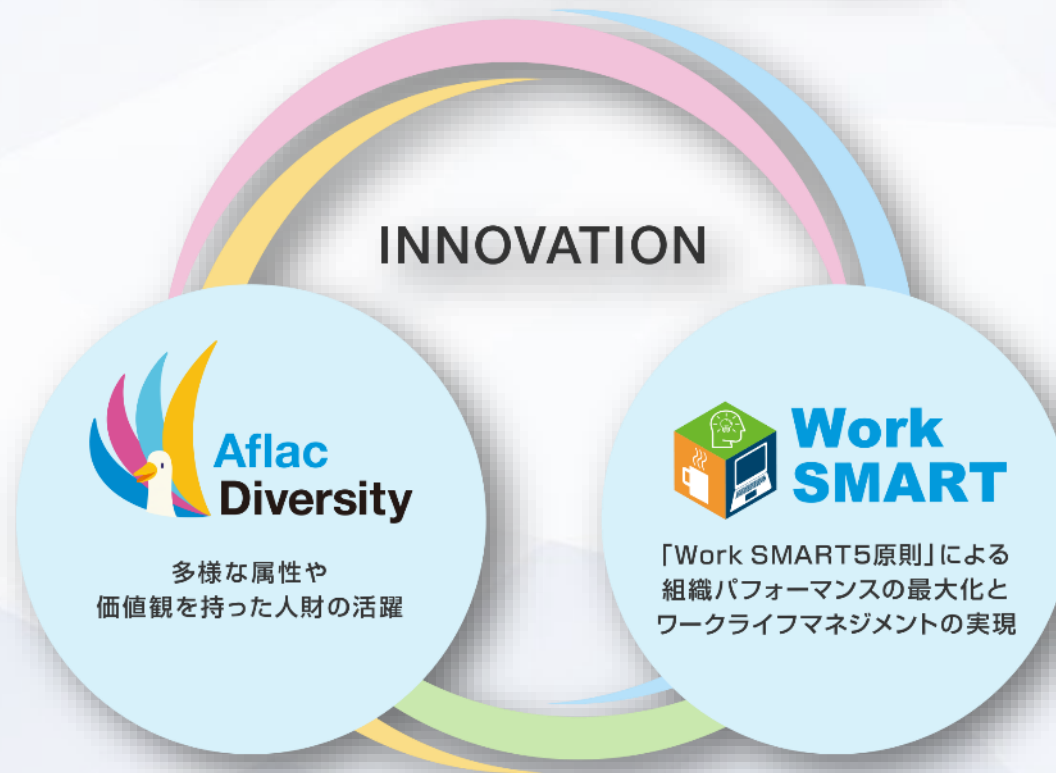 INNOVATION
Aflac
Diversity
多様な属性や
価値観を持った人財の活躍
Work
SMART
「Work SMART5原則」による
組織パフォーマンスの最大化と
ワークライフマネジメントの実現